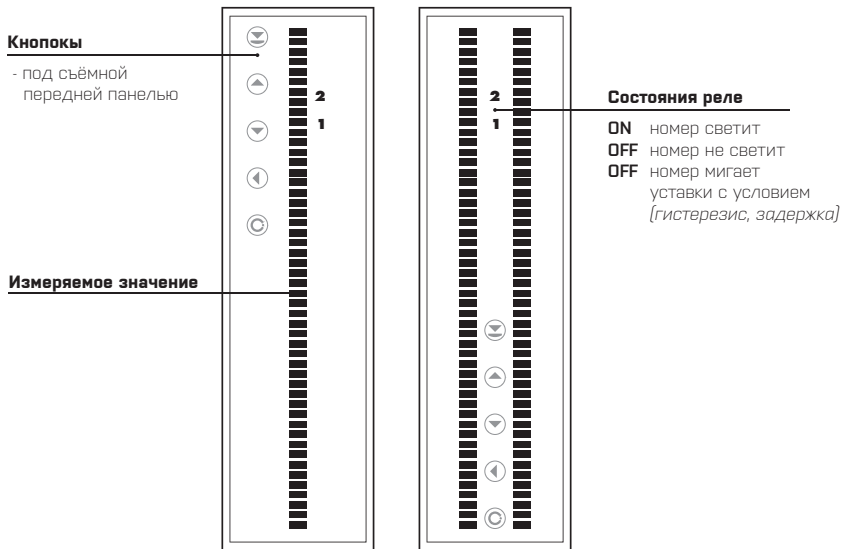 Кнопокы
- под съёмной
передней панелью
2
1
Измеряемое значение
2
1
Состояния реле
ON номер светит
OFF номер не светит
OFF номер мигает
уставки с условием
(гистерезис, задержка)